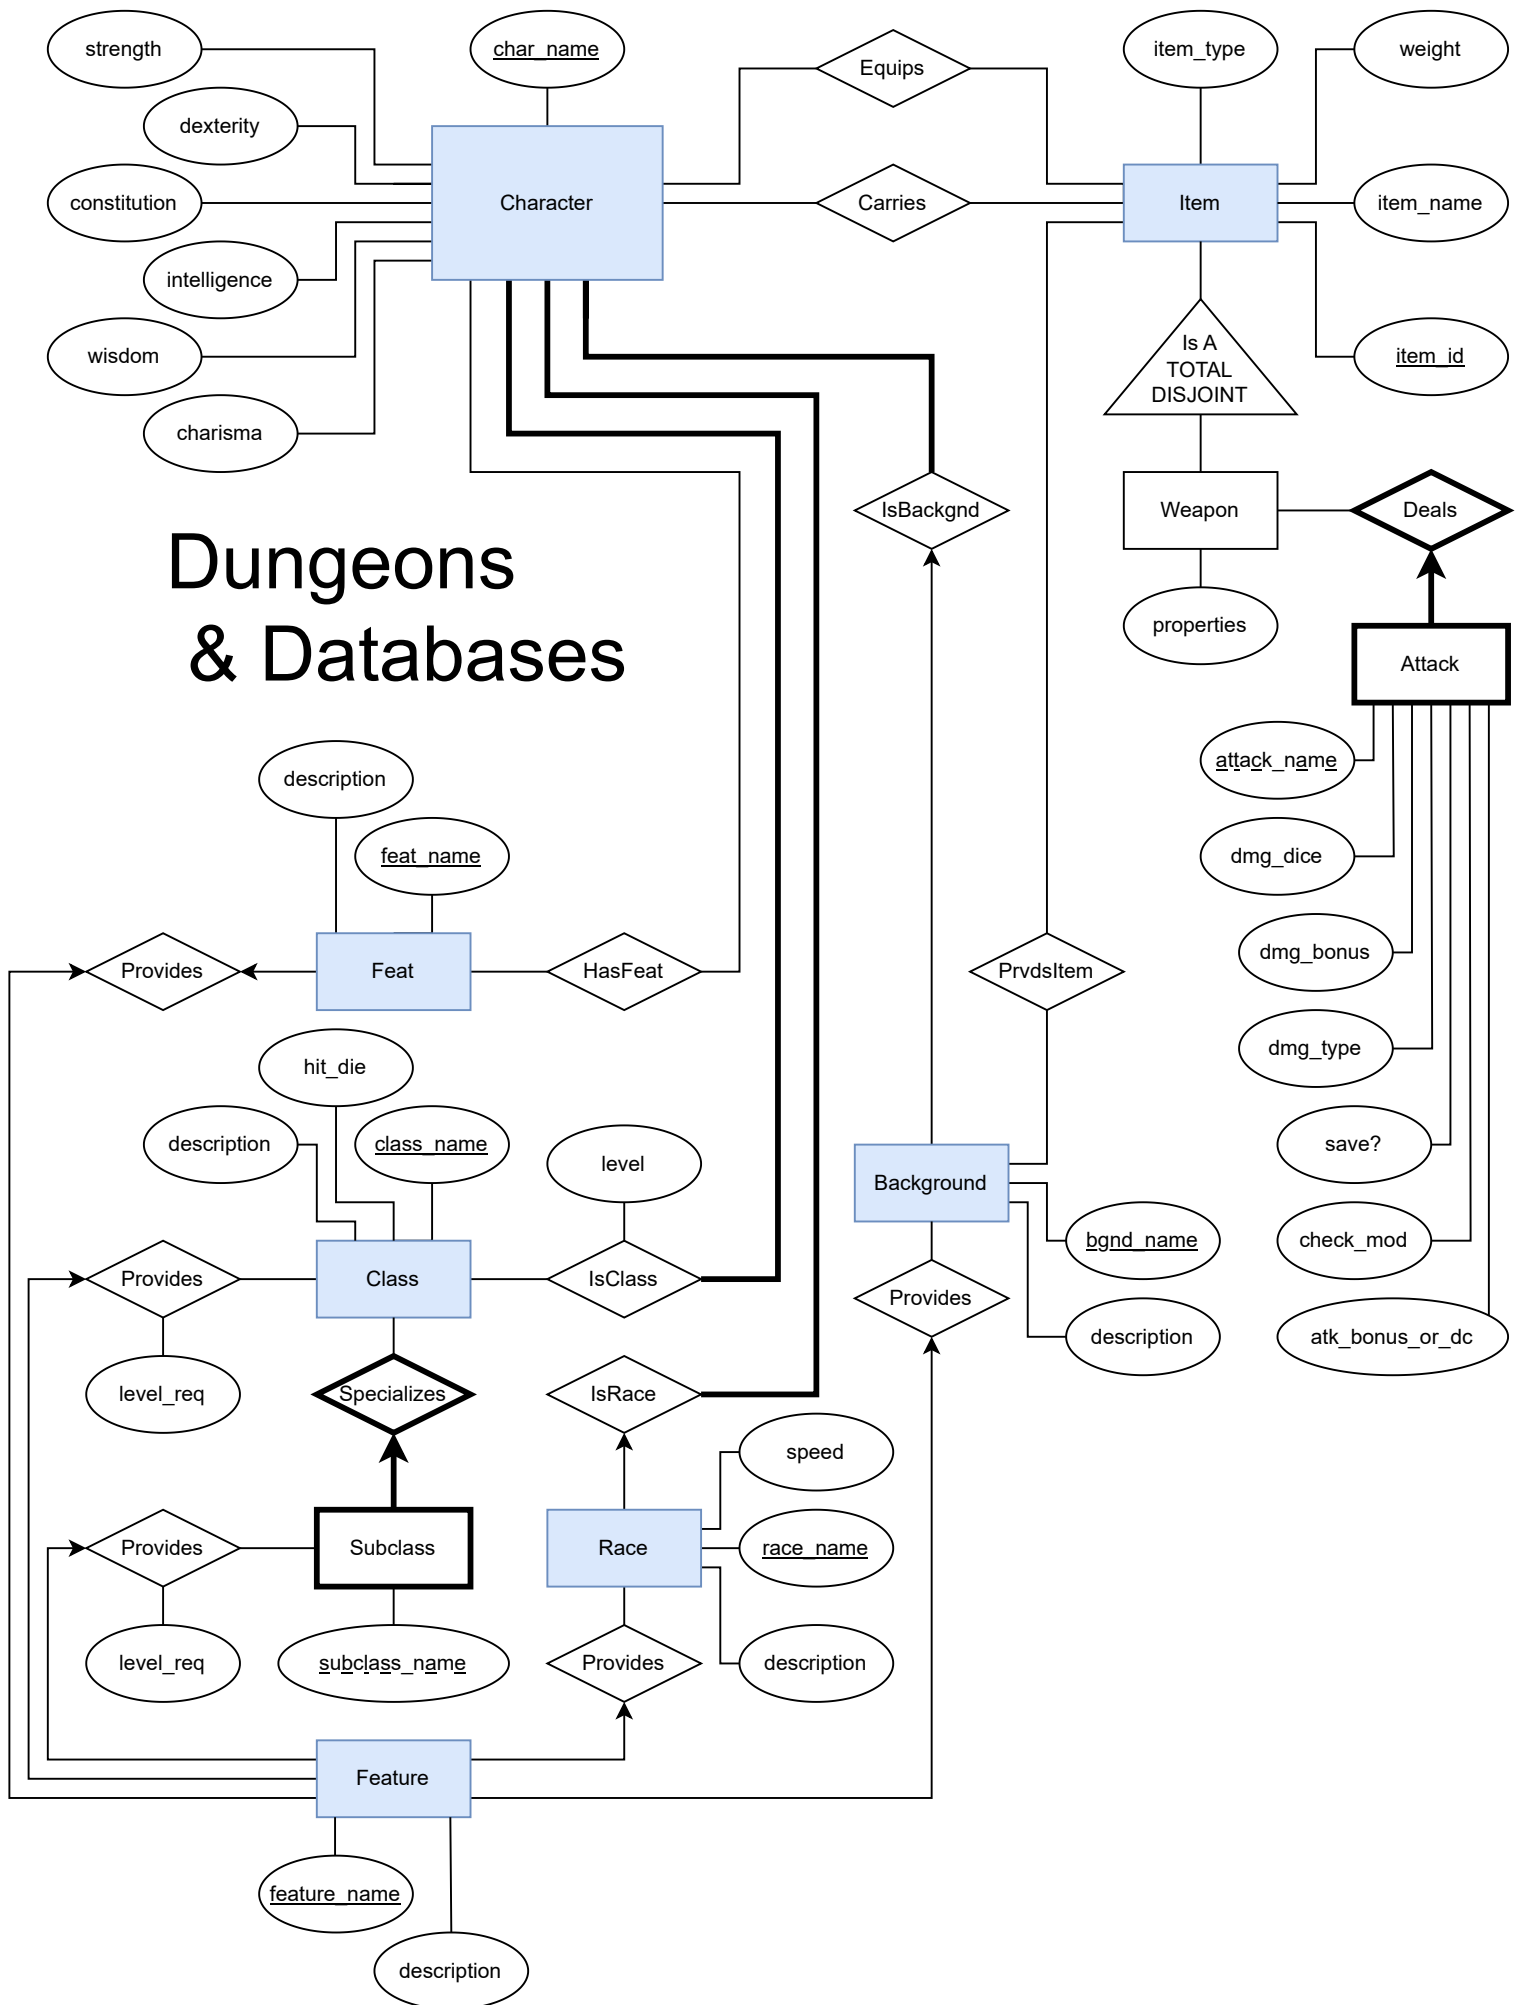 strength
char_name
Equips
item_type
weight
dexterity
Character
constitution
Carries
Item
item_name
intelligence
wisdom
Is A
TOTAL
DISJOINT
item_id
charisma
IsBackgnd
Weapon
Deals
Dungeons
& Databases
properties
Attack
attack_name
description
feat_name
dmg_dice
dmg_bonus
Provides
Feat
HasFeat
PrvdsItem
dmg_type
hit_die
description
class_name
level
save?
Background
bgnd_name
check_mod
Provides
Class
IsClass
Provides
description
atk_bonus_or_dc
level_req
Specializes
IsRace
speed
Provides
Subclass
Race
race_name
level_req
subclass_name
Provides
description
Feature
feature_name
description